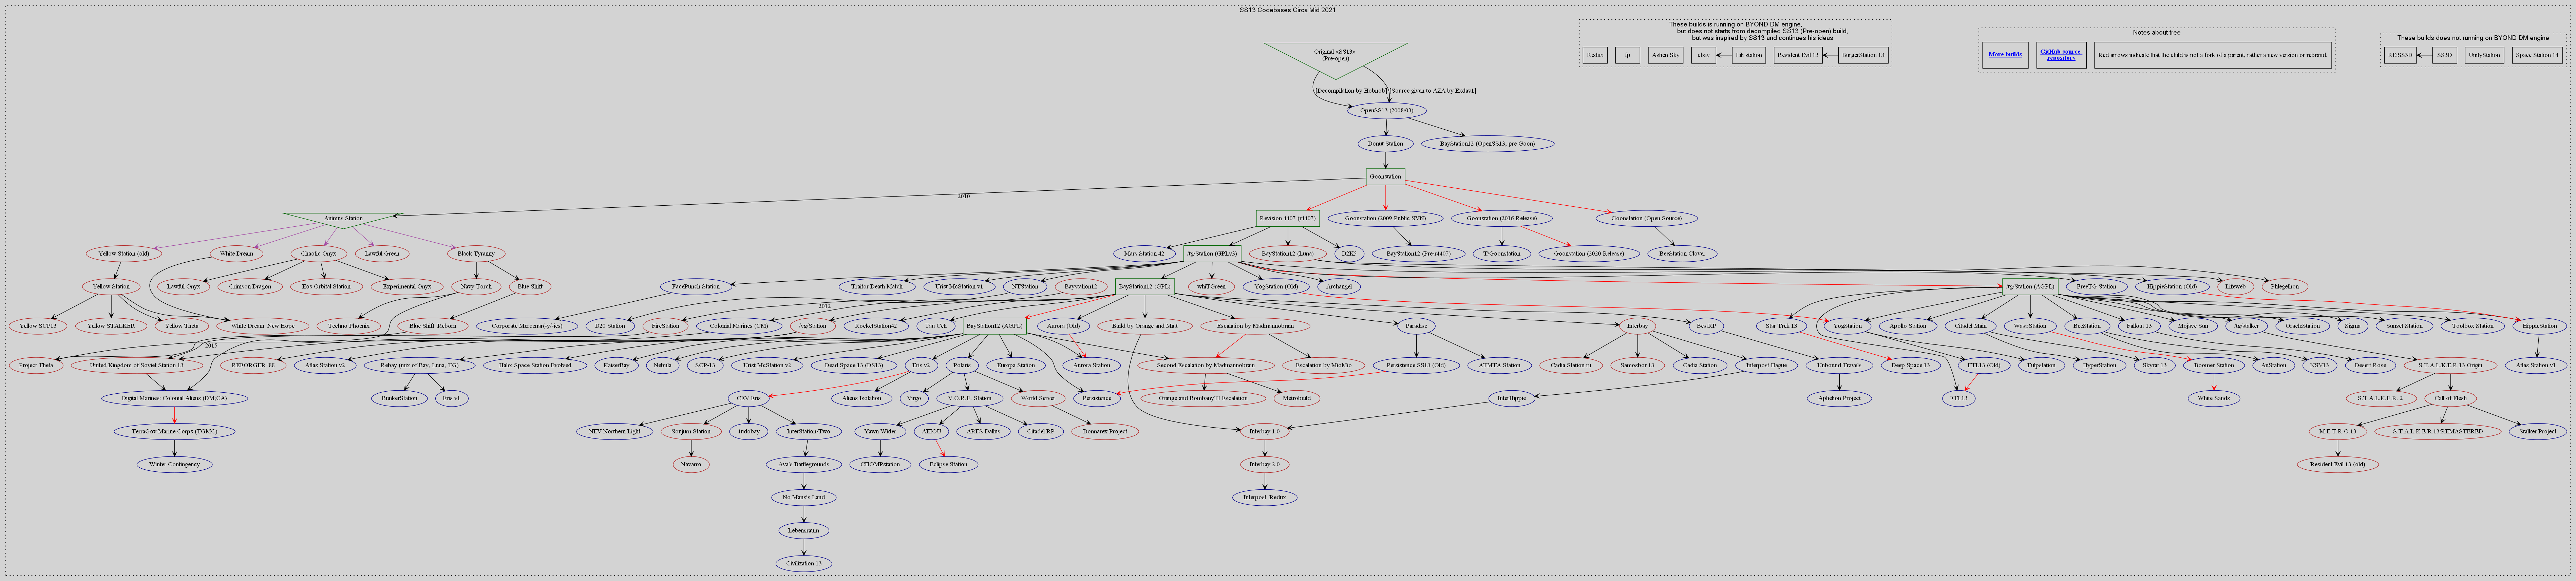 SS13 Codebases Circa Mid 2021
These builds is running on BYOND DM engine,
but does not starts from decompiled SS13 (Pre-open) build,
but was inspired by SS13 and continues his ideas
Redux
fp
Ashen Sky
cbay
Lili station
Resident Evil 13
BurgerStation 13
Notes about tree
More builds
GitHub source
repository
Red arrows indicate that the child is not a fork of a parent, rather a new version or rebrand.
These builds does not running on BYOND DM engine
RE:SS3D
SS3D
UnityStation
Space Station 14
Original «SS13»
(Pre-open)
[Decompilation by Hobnob]
[Source given to AZA by Exdav1]
OpenSS13 (2008/03)
Donut Station
BayStation12 (OpenSS13, pre Goon)
Goonstation
2010
Animus Station
Revision 4407 (r4407)
Goonstation (2009 Public SVN)
Goonstation (2016 Release)
Goonstation (Open Source)
Yellow Station (old)
White Dream
Chaotic Onyx
Lawful Green
Black Tyranny
Mars Station 42
/tg/Station (GPLv3)
BayStation12 (Luna)
D2K5
BayStation12 (Pre-r4407)
T/Goonstation
Goonstation (2020 Release)
BeeStation Clover
Yellow Station
Lawful Onyx
Crimson Dragon
Eos Orbital Station
Experimental Onyx
Navy Torch
Blue Shift
FacePunch Station
Traitor Death Match
Urist McStation v1
NTStation
Baystation12
BayStation12 (GPL)
whiTGreen
YogStation (Old)
Archangel
/tg/Station (AGPL)
FreeTG Station
HippieStation (Old)
Lifeweb
Phlegethon
2012
Yellow SCP13
Yellow STALKER
Yellow Theta
White Dream: New Hope
Techno Phoenix
Blue Shift: Reborn
Corporate Mercenar(-y/-ies)
D20 Station
FireStation
Colonial Marines (CM)
/vg/Station
RocketStation42
Tau Ceti
BayStation12 (AGPL)
Aurora (Old)
Build by Orange and Matt
Escalation by Madmannobrain
Paradise
Interbay
BestRP
Star Trek 13
YogStation
Apollo Station
Citadel Main
WaspStation
BeeStation
Fallout 13
Mojave Sun
/tg/stalker
OracleStation
Sigma
Sunset Station
Toolbox Station
HippieStation
2015
Project Theta
United Kingdom of Soviet Station 13
REFORGER '88
Atlas Station v2
Rebay (mix of Bay, Luna, TG)
Halo: Space Station Evolved
KaisenBay
Nebula
SCP-13
Urist McStation v2
Dead Space 13 (DS13)
Eris v2
Polaris
Europa Station
Aurora Station
Second Escalation by Madmannobrain
Escalation by MioMio
Persistence SS13 (Old)
ATMTA Station
Cadia Station ru
Samosbor 13
Cadia Station
Interpost Hague
Unbound Travels
Deep Space 13
FTL13 (Old)
Pulpotation
HyperStation
Skyrat 13
Boomer Station
AuStation
NSV13
Desert Rose
S.T.A.L.K.E.R 13 Origin
Atlas Station v1
Digital Marines: Colonial Aliens (DM,CA)
BunkerStation
Eris v1
CEV Eris
Aliens Isolation
Virgo
V.O.R.E. Station
World Server
Persistence
Orange and Bombany/TI Escalation
Metrobuild
InterHippie
Aphelion Project
FTL13
White Sands
S.T.A.L.K.E.R. 2
Call of Flesh
TerraGov Marine Corps (TGMC)
NEV Northern Light
Soojurn Station
4ndobay
InterStation-Two
Yawn Wider
AEIOU
ARFS Dallus
Citadel RP
Donnarex Project
Interbay 1.0
M.E.T.R.O.13
S.T.A.L.K.E.R.13:REMASTERED
Stalker Project
Winter Contingency
Navarro
Ava's Battlegrounds
CHOMPstation
Eclipse Station
Interbay 2.0
Resident Evil 13 (old)
No Mans's Land
Interpost: Redux
Lebensraum
Civilization 13